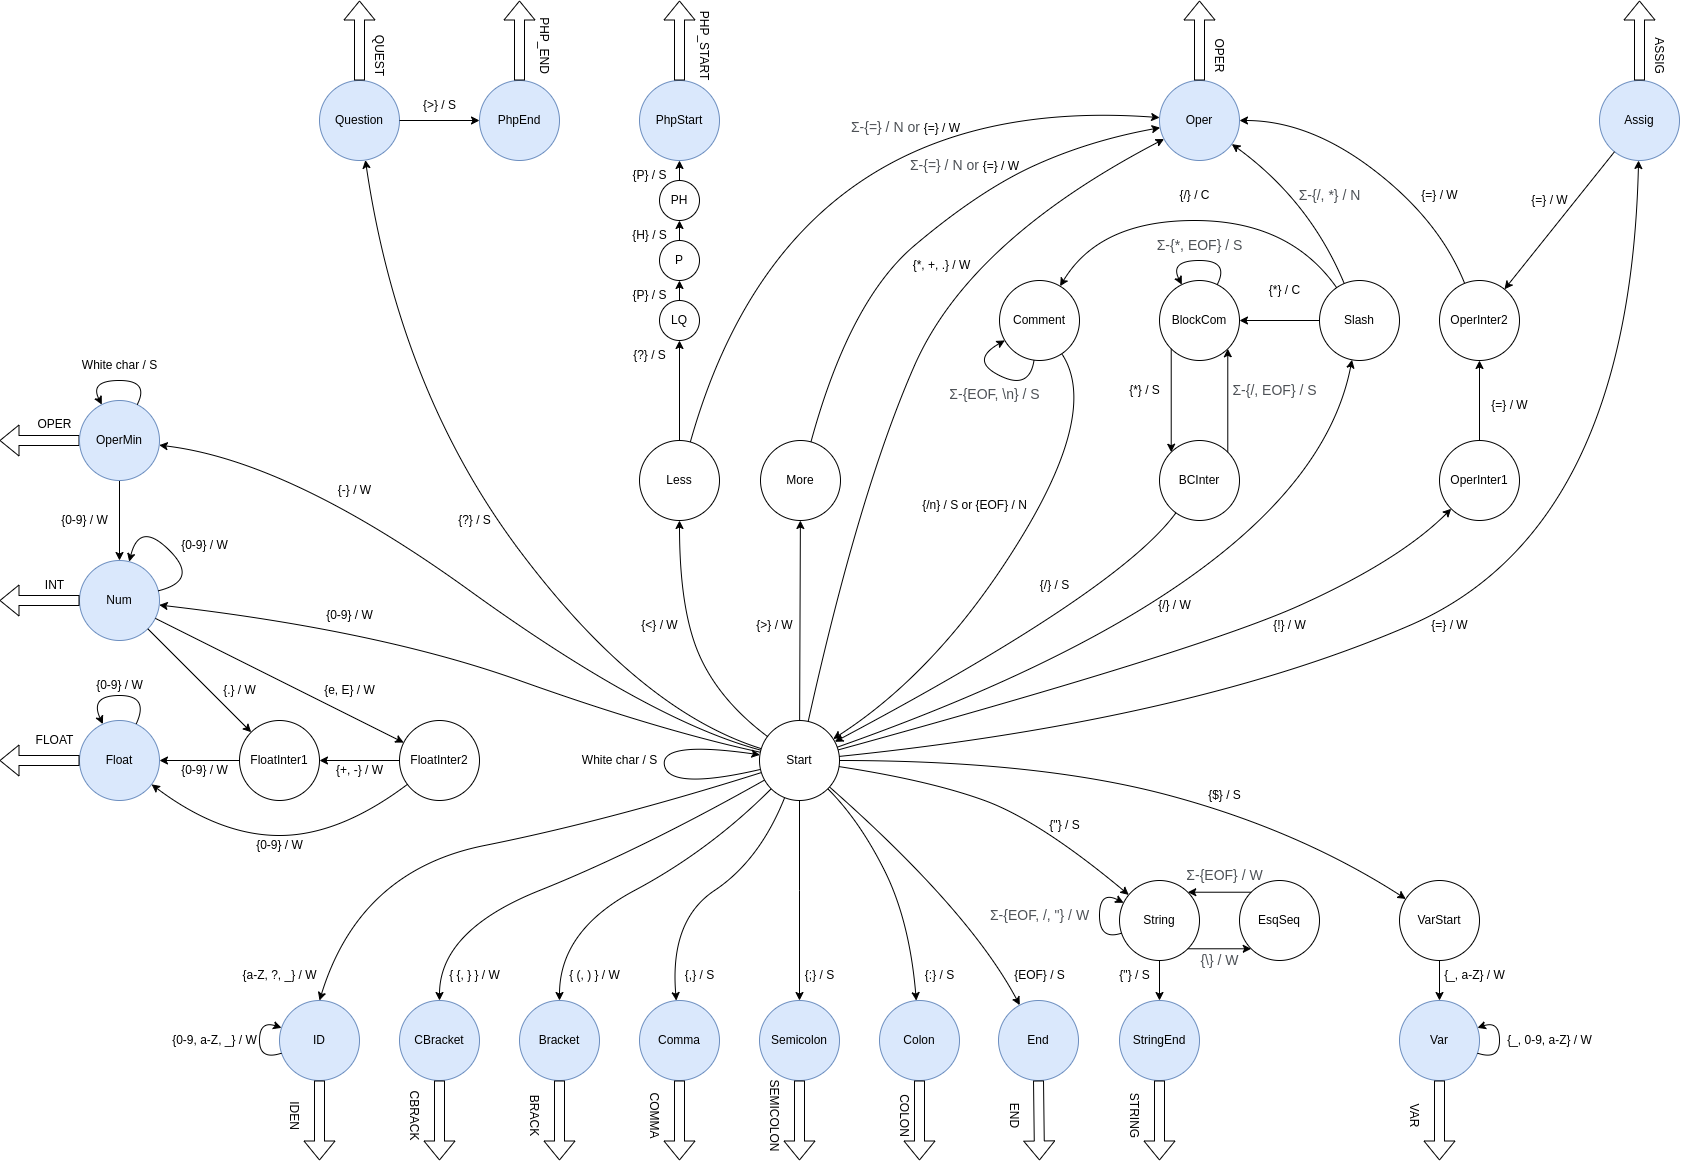 QUEST
PHP_END
PHP_START
OPER
ASSIG
{>} / S
Question
PhpEnd
PhpStart
Oper
Assig
Σ-{=} / N or {=} / W
Σ-{=} / N or {=} / W
{P} / S
PH
{H} / S
P
{P} / S
LQ
{?} / S
{*, +, .} / W
{/} / C
Σ-{/, *} / N
{=} / W
{=} / W
Σ-{*, EOF} / S
{*} / C
Comment
BlockCom
Slash
OperInter2
Σ-{EOF, \n} / S
{*} / S
Σ-{/, EOF} / S
{=} / W
White char / S
OPER
OperMin
{-} / W
{?} / S
Less
More
BCInter
OperInter1
{/n} / S or {EOF} / N
{0-9} / W
{0-9} / W
INT
Num
{0-9} / W
{<} / W
{>} / W
{/} / S
{/} / W
{!} / W
{=} / W
{0-9} / W
{.} / W
{e, E} / W
FLOAT
Float
FloatInter1
FloatInter2
{0-9} / W
{+, -} / W
{0-9} / W
White char / S
Start
{$} / S
{"} / S
Σ-{EOF} / W
Σ-{EOF, /, "} / W
String
EsqSeq
VarStart
{\} / W
{a-Z, ?, _} / W
{ {, } } / W
{ (, ) } / W
{,} / S
{;} / S
{:} / S
{EOF} / S
{"} / S
{_, a-Z} / W
{0-9, a-Z, _} / W
ID
CBracket
Bracket
Comma
Semicolon
Colon
End
StringEnd
Var
{_, 0-9, a-Z} / W
IDEN
CBRACK
BRACK
COMMA
SEMICOLON
COLON
END
STRING
VAR